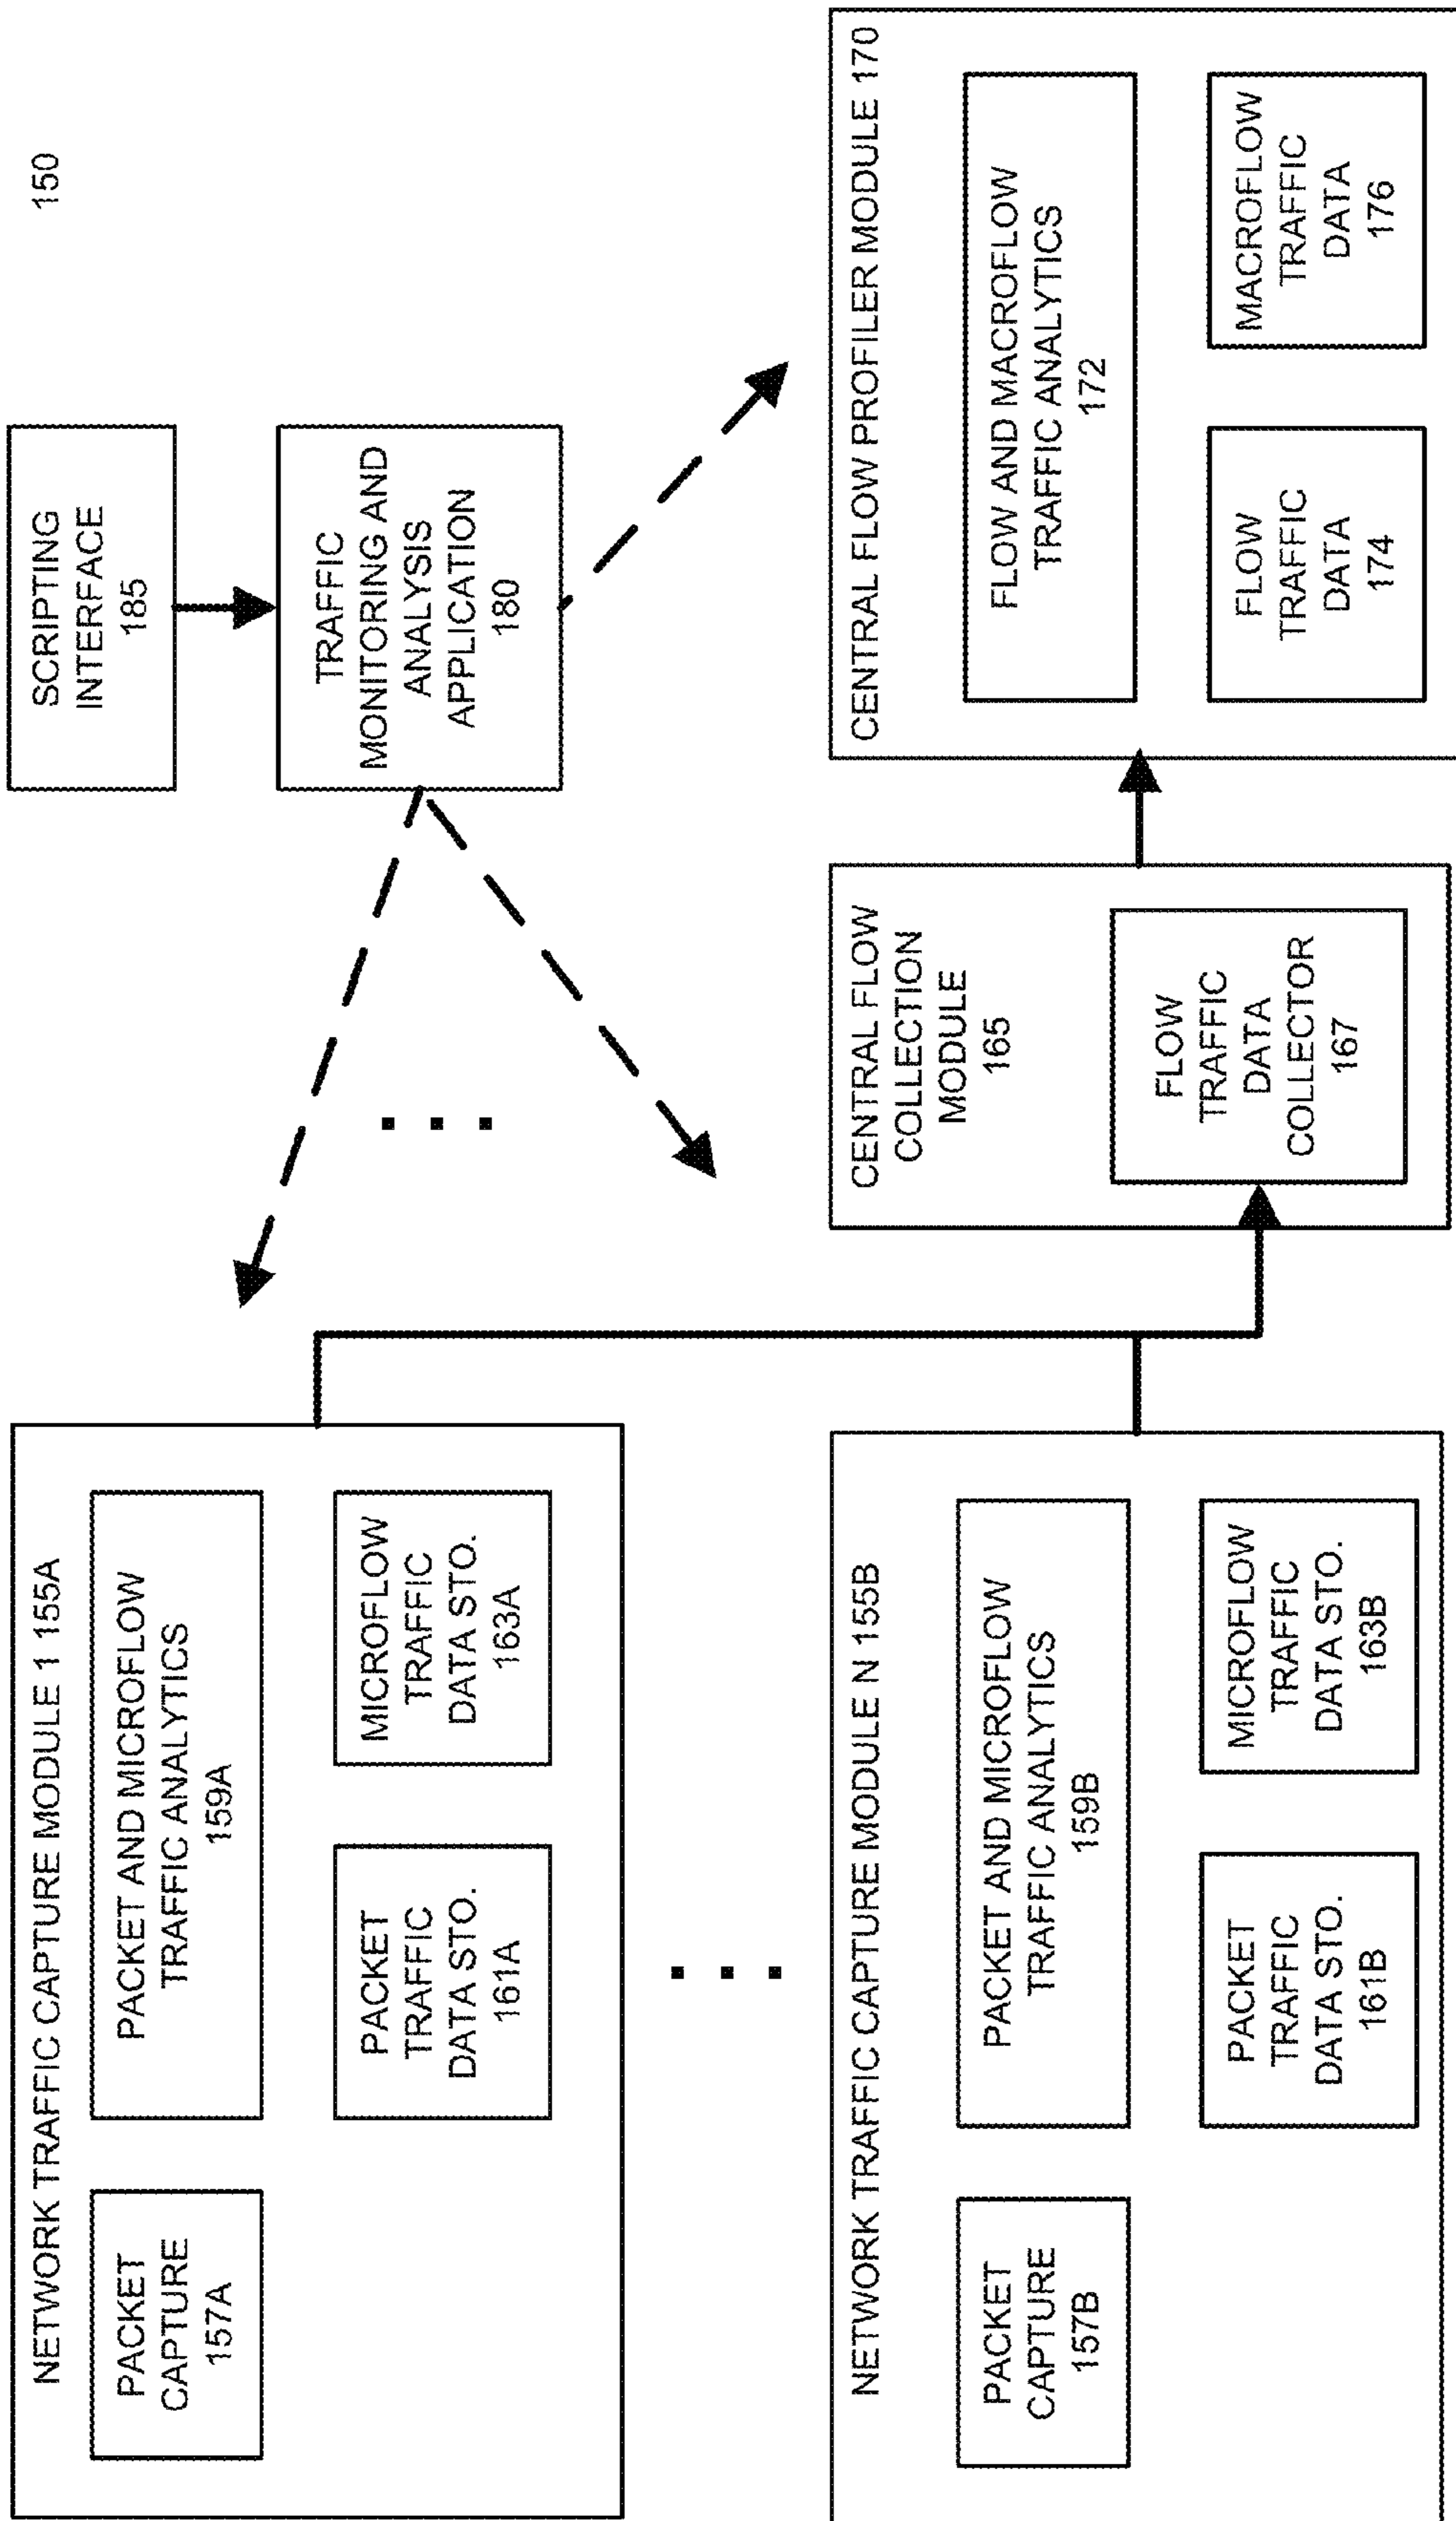 150
NETWORK TRAFFIC CAPTURE MODULE 1 155A
PACKET
CAPTURE
157A
PACKET AND MICROFLOW
TRAFFIC ANALYTICS
159A
PACKET
TRAFFIC
DATA STO.
161A
MICROFLOW
TRAFFIC
DATA STO.
163A
SCRIPTING
INTERFACE
185
TRAFFIC
MONITORING AND
ANALYSIS
APPLICATION
180
NETWORK TRAFFIC CAPTURE MODULE N 155B
PACKET
CAPTURE
157B
PACKET AND MICROFLOW
TRAFFIC ANALYTICS
159B
PACKET
TRAFFIC
DATA STO.
161B
MICROFLOW
TRAFFIC
DATA STO.
163B
CENTRAL FLOW
COLLECTION
MODULE
165
FLOW
TRAFFIC
DATA
COLLECTOR
167
CENTRAL FLOW PROFILER MODULE 170
FLOW AND MACROFLOW
TRAFFIC ANALYTICS
172
FLOW
TRAFFIC
DATA
174
MACROFLOW
TRAFFIC
DATA
176